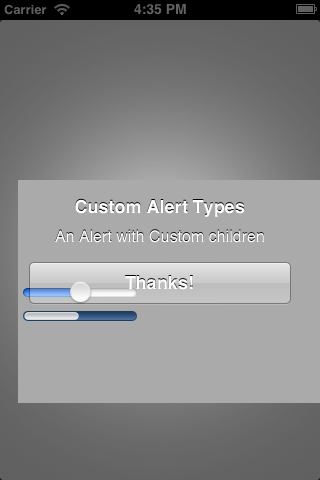 Carrier 4:35 PM
Custom Alert Types
An Alert with Custom children
Thanks!